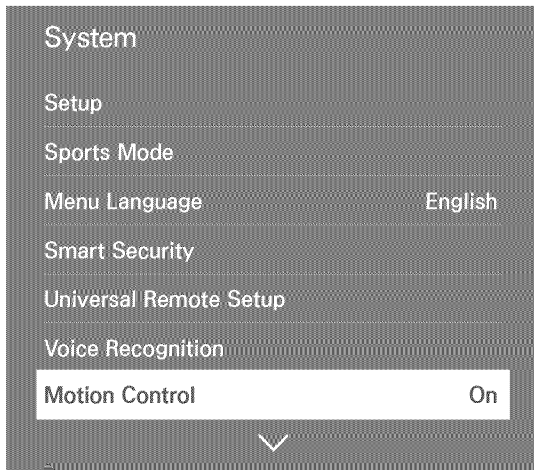 System
Setup
Sports Mode
Menu Language English
Smart Security
Universal Remote Setup
Voice Recognition
Motion Control On